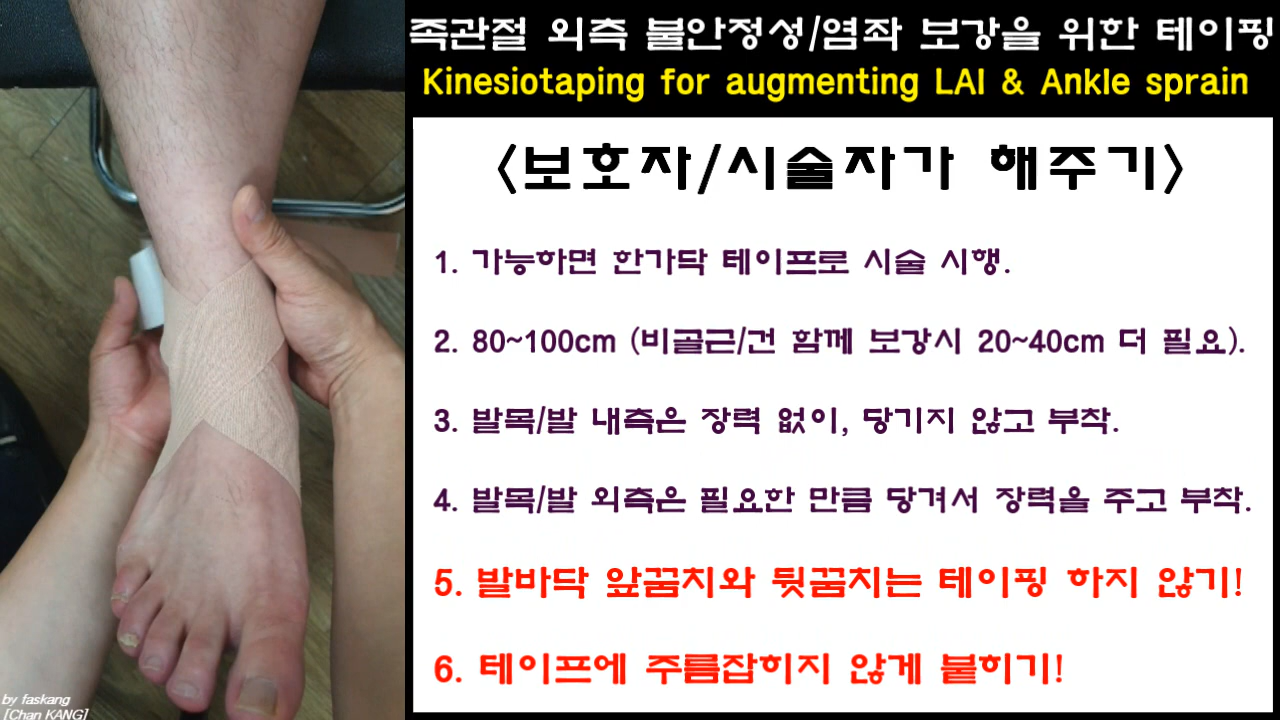 족관절 외측 불안정성/염좌 보강을 위한 테이핑
Kinesiotaping for augmenting LAI & Ankle sprain
<보호자/시술자가 해주기>
1. 가능하면 한가닥 테이프로 시술 시행.
2. 80~100cm (비골근/건 함께 보강시 20~40cm 더 필요).
3. 발목/발 내측은 장력 없이, 당기지 않고 부착.
4. 발목/발 외측은 필요한 만큼 당겨서 장력을 주고 부착.
5. 발바닥 앞꿈치와 뒷꿈치는 테이핑 하지 않기!
6. 테이프에 주름잡히지 않게 붙히기!
by faskang
[Chan KANG]